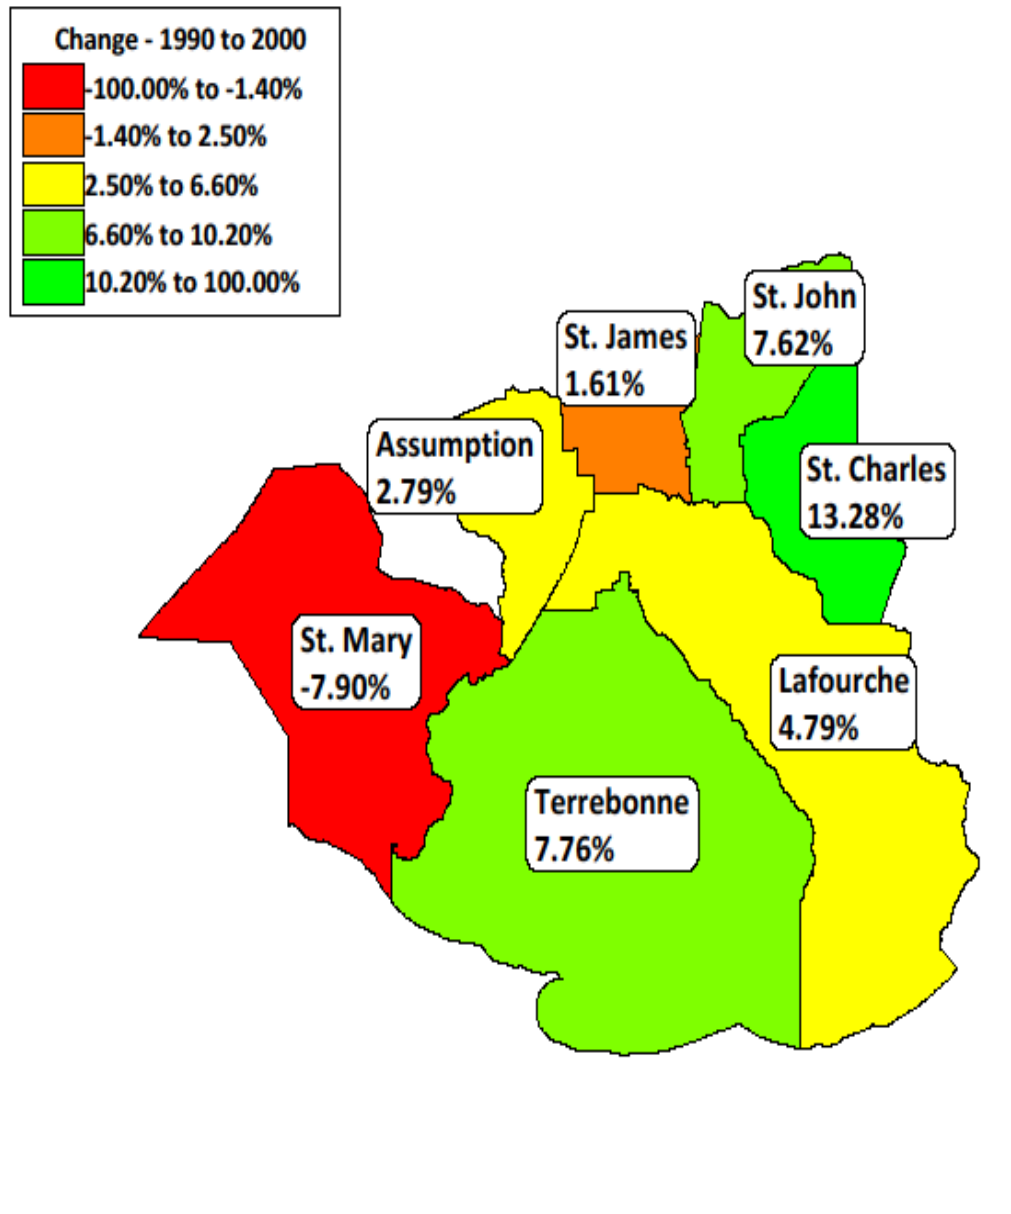 Change - 1990 to 2000
-100.00% to -1.40%
-1.40% to 2.50%
2.50% to 6.60%
6.60% to 10.20%
10.20% to 100.00%
St. John
7.62%
St. James
1.61%
Assumption
2.79%
St. Charles
13.28%
St. Mary
-7.90%
Lafourche
4.79%
Terrebonne
7.76%